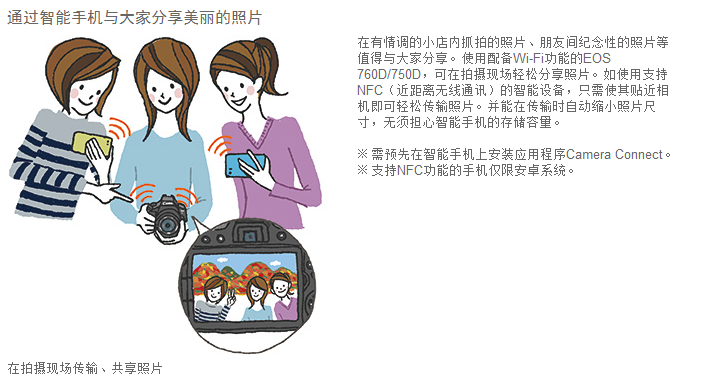 通过智能手机与大家分享美丽的照片
在有情调的小店内抓拍的照片、朋友间纪念性的照片等
值得与大家分享。使用配备Wi-Fi功能的EOS
760D/750D，可在拍摄现场轻松分享照片。如使用支持
NFC（近距离无线通讯）的智能设备，只需使其贴近相
机即可轻松传输照片。并能在传输时自动缩小照片尺
寸，无须担心智能手机的存储容量。
※ 需预先在智能手机上安装应用程序Camera Connect。
※ 支持NFC功能的手机仅限安卓系统。
在拍摄现场传输、共享照片